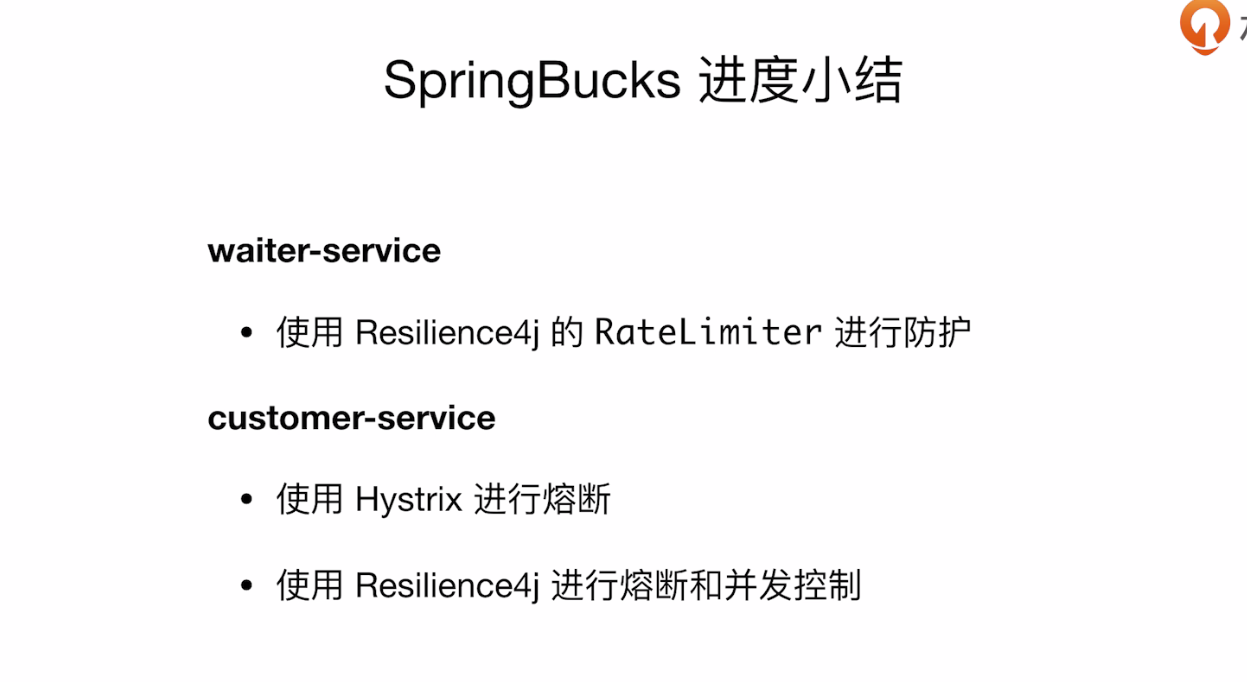 SpringBucks 进度小结
waiter-service
• 使用 Resilience4j 的 RateLimiter 进行防护
customer-service
• 使用 Hystrix 进行熔断
• 使用 Resilience4j 进行熔断和并发控制